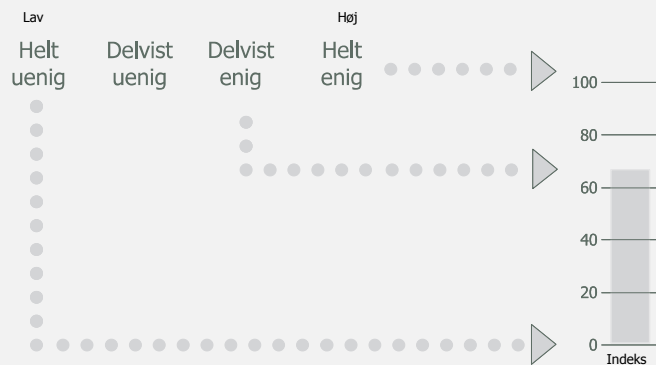 Lav
Høj
Helt
uenig
Delvist
uenig
Delvist
enig
Helt
enig
100
80
60
40
20
0
Indeks